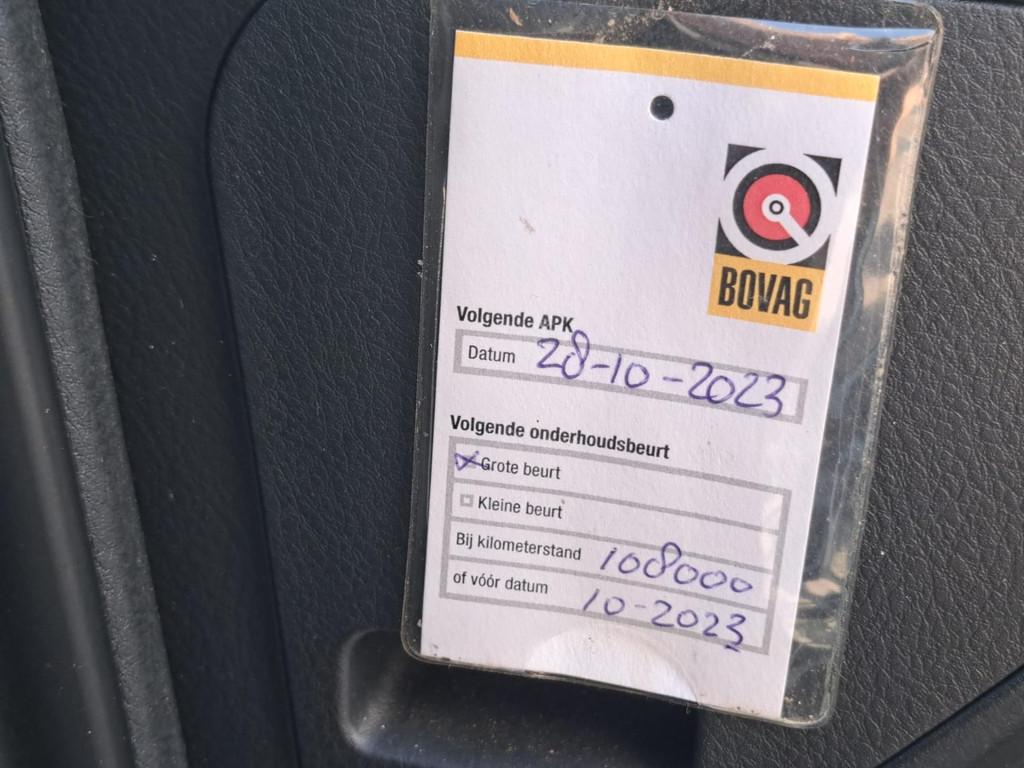 BOVAG
Volgende APK
Datum 28-10-2023
Volgende onderhoudsbeurt
Grote beurt
Kleine beurt
Bij kilometerstand 108000
of vóór datum 10-2023